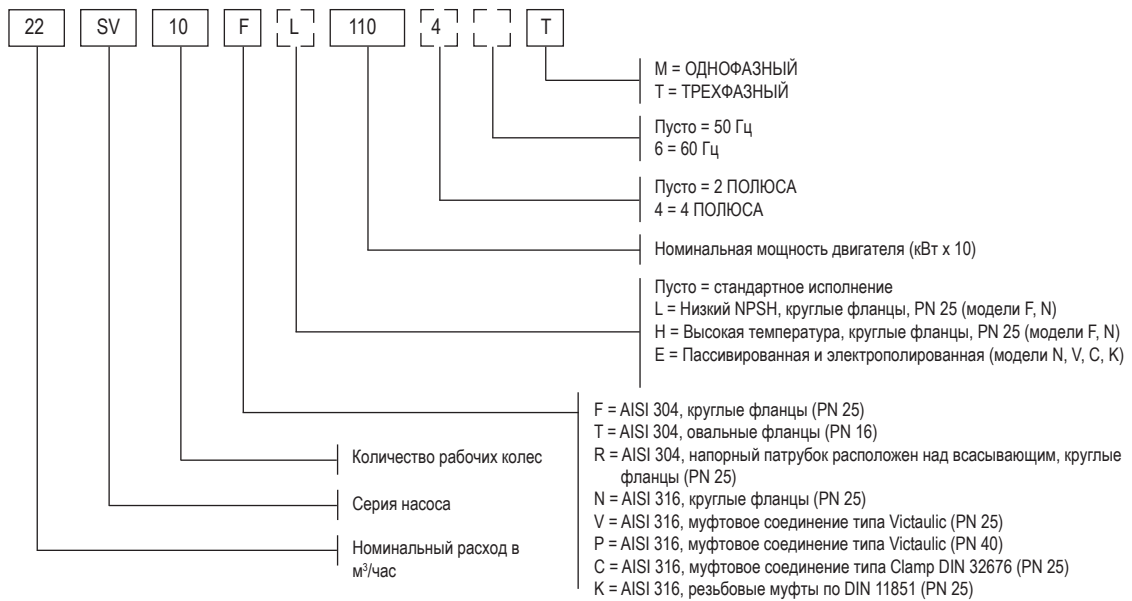 22 SV 10 F L 110 4 T
М = ОДНОФАЗНЫЙ
Т = ТРЕХФАЗНЫЙ
Пусто = 50 Гц
6 = 60 Гц
Пусто = 2 ПОЛЮСА
4 = 4 ПОЛЮСА
Номинальная мощность двигателя (кВт x 10)
Пусто = стандартное исполнение
L = Низкий NPSH, круглые фланцы, PN 25 (модели F, N)
H = Высокая температура, круглые фланцы, PN 25 (модели F, N)
E = Пассивированная и электрополированная (модели N, V, C, K)
F = AISI 304, круглые фланцы (PN 25)
T = AISI 304, овальные фланцы (PN 16)
R = AISI 304, напорный патрубок расположен над всасывающим, круглые
фланцы (PN 25)
N = AISI 316, круглые фланцы (PN 25)
V = AISI 316, муфтовое соединение типа Victaulic (PN 25)
P = AISI 316, муфтовое соединение типа Victaulic (PN 40)
C = AISI 316, муфтовое соединение типа Clamp DIN 32676 (PN 25)
K = AISI 316, резьбовые муфты по DIN 11851 (PN 25)
Количество рабочих колес
Серия насоса
Номинальный расход в
м³/час